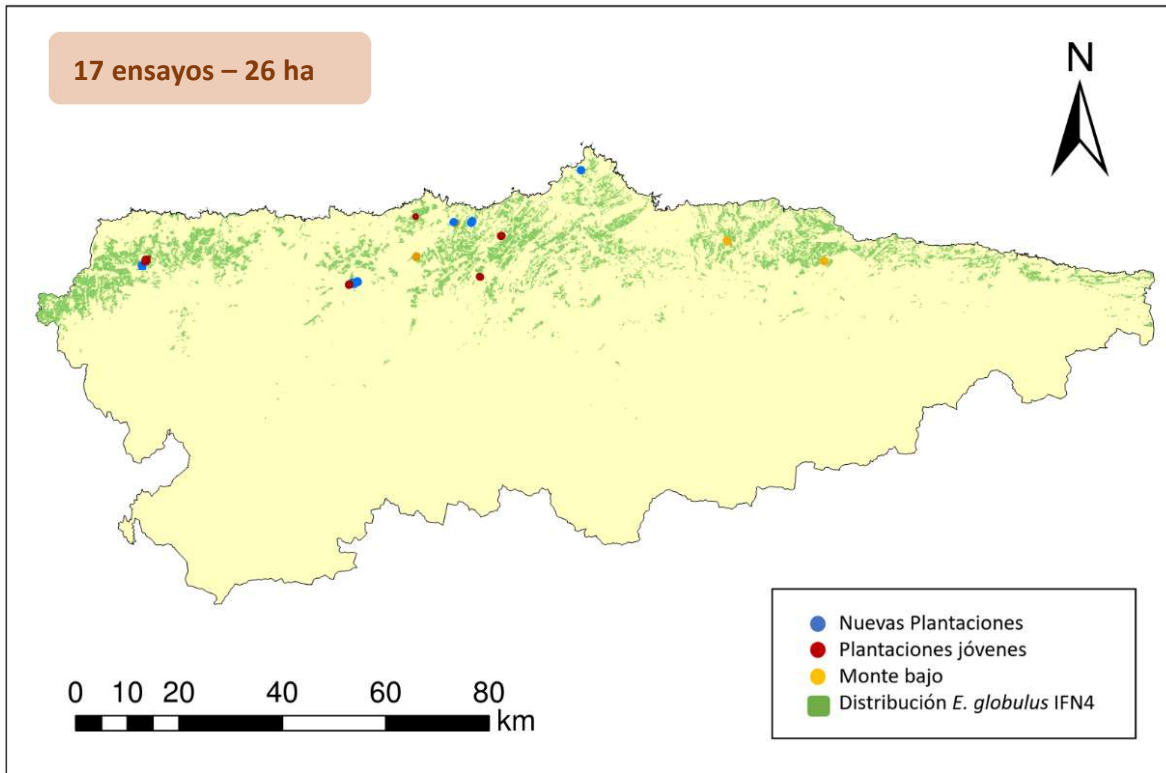 17 ensayos – 26 ha
N
Nuevas Plantaciones
Plantaciones jóvenes
Monte bajo
Distribución E. globulus IFN4
0 10 20 40 60 80
km